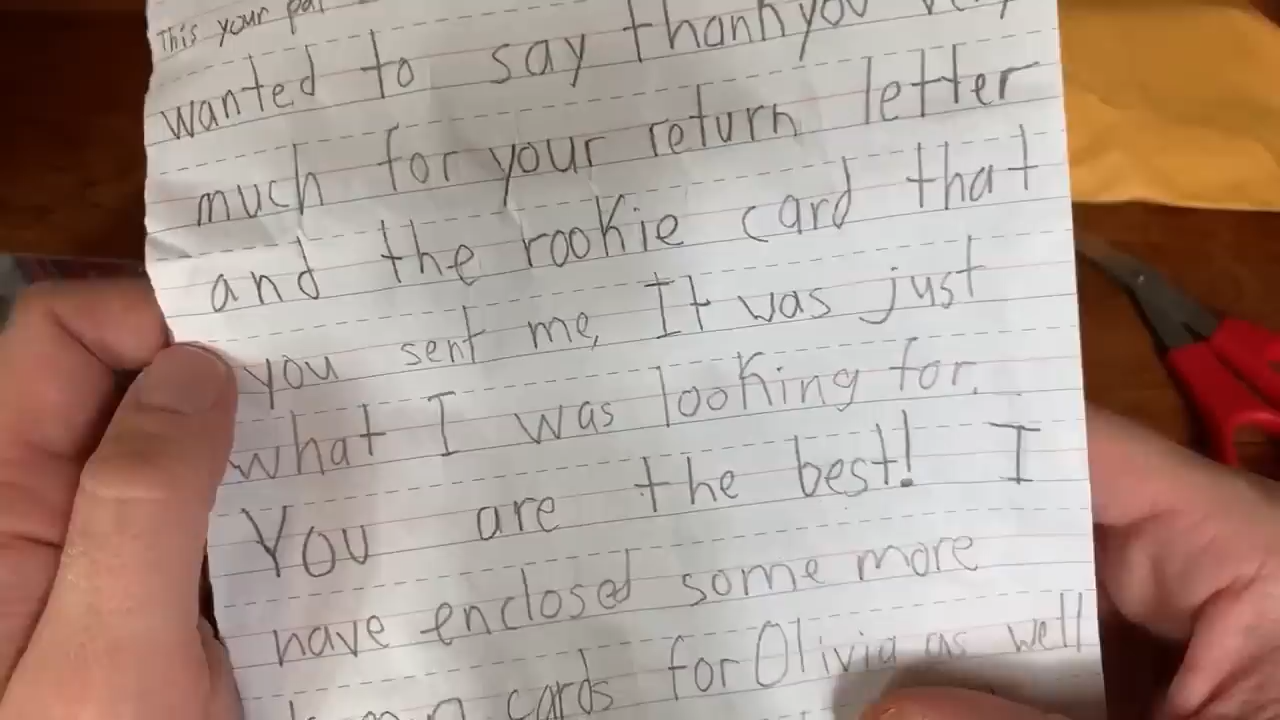 This your pal
wanted to say thankyou very
much for your return letter
and the rookie card that
you sent me, It was just
what I was looking for.
You are the best! I
have enclosed some more
cards for Olivia as well